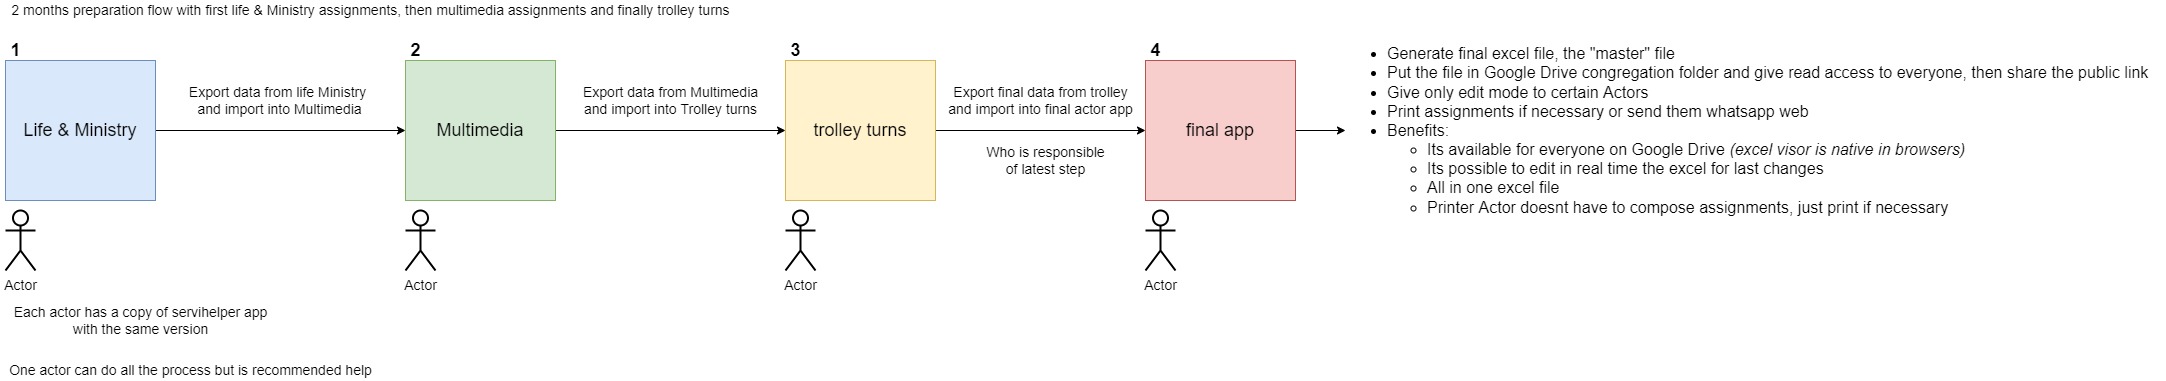 2 months preparation flow with first life & Ministry assignments, then multimedia assignments and finally trolley turns
1
Life & Ministry
Actor
Each actor has a copy of servihelper app
with the same version
One actor can do all the process but is recommended help
Export data from life Ministry
and import into Multimedia
2
Multimedia
Actor
Export data from Multimedia
and import into Trolley turns
3
trolley turns
Actor
Export final data from trolley
and import into final actor app
Who is responsible
of latest step
4
final app
Actor
Generate final excel file, the "master" file
Put the file in Google Drive congregation folder and give read access to everyone, then share the public link
Give only edit mode to certain Actors
Print assignments if necessary or send them whatsapp web
Benefits:
Its available for everyone on Google Drive (excel visor is native in browsers)
Its possible to edit in real time the excel for last changes
All in one excel file
Printer Actor doesnt have to compose assignments, just print if necessary